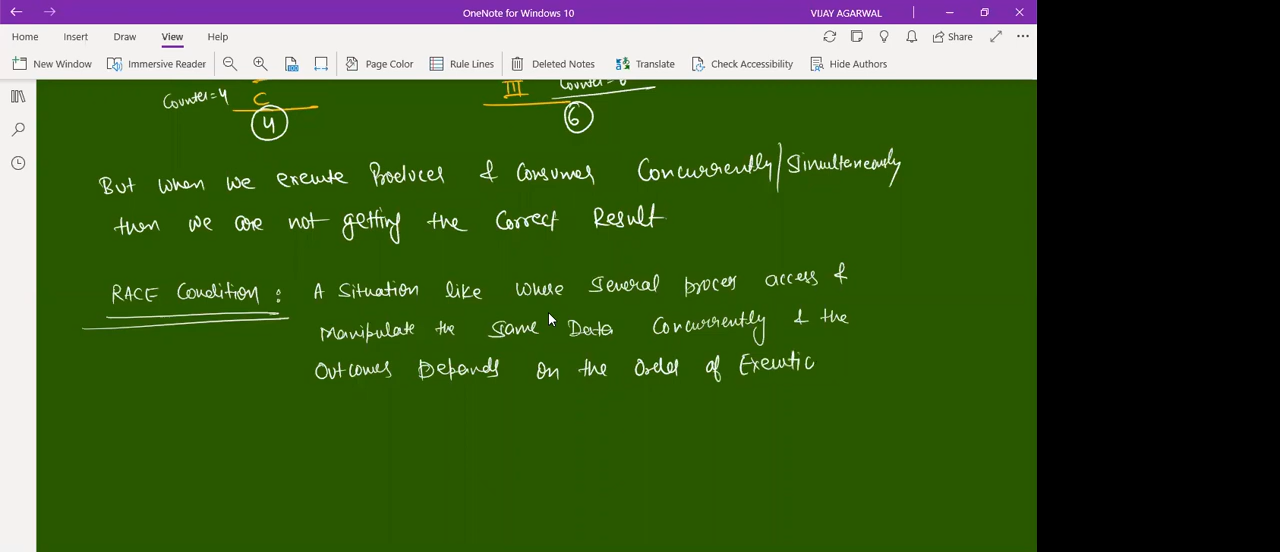 OneNote for Windows 10
VIJAY AGARWAL
Home Insert Draw View Help
Share
New Window Immersive Reader Page Color Rule Lines Deleted Notes Translate Check Accessibility Hide Authors
Counter=4 C
III
4
6
But when we execute Producer & Consumer Concurrently/Simultaneously
then we are not getting the Correct Result
RACE Condition : A Situation like where Several proces access &
Manipulate the same Data Concurrently & the
Outcomes Depends on the Order of Executio